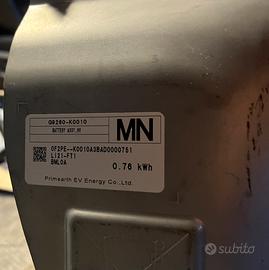 G9280-K0010
BATTERY ASSY, HV
MN
0F2PE--K0010A3BAD0000751
LI21-FT1
BWLOA
0.76 kWh
Primearth EV Energy Co.,Ltd.
subito